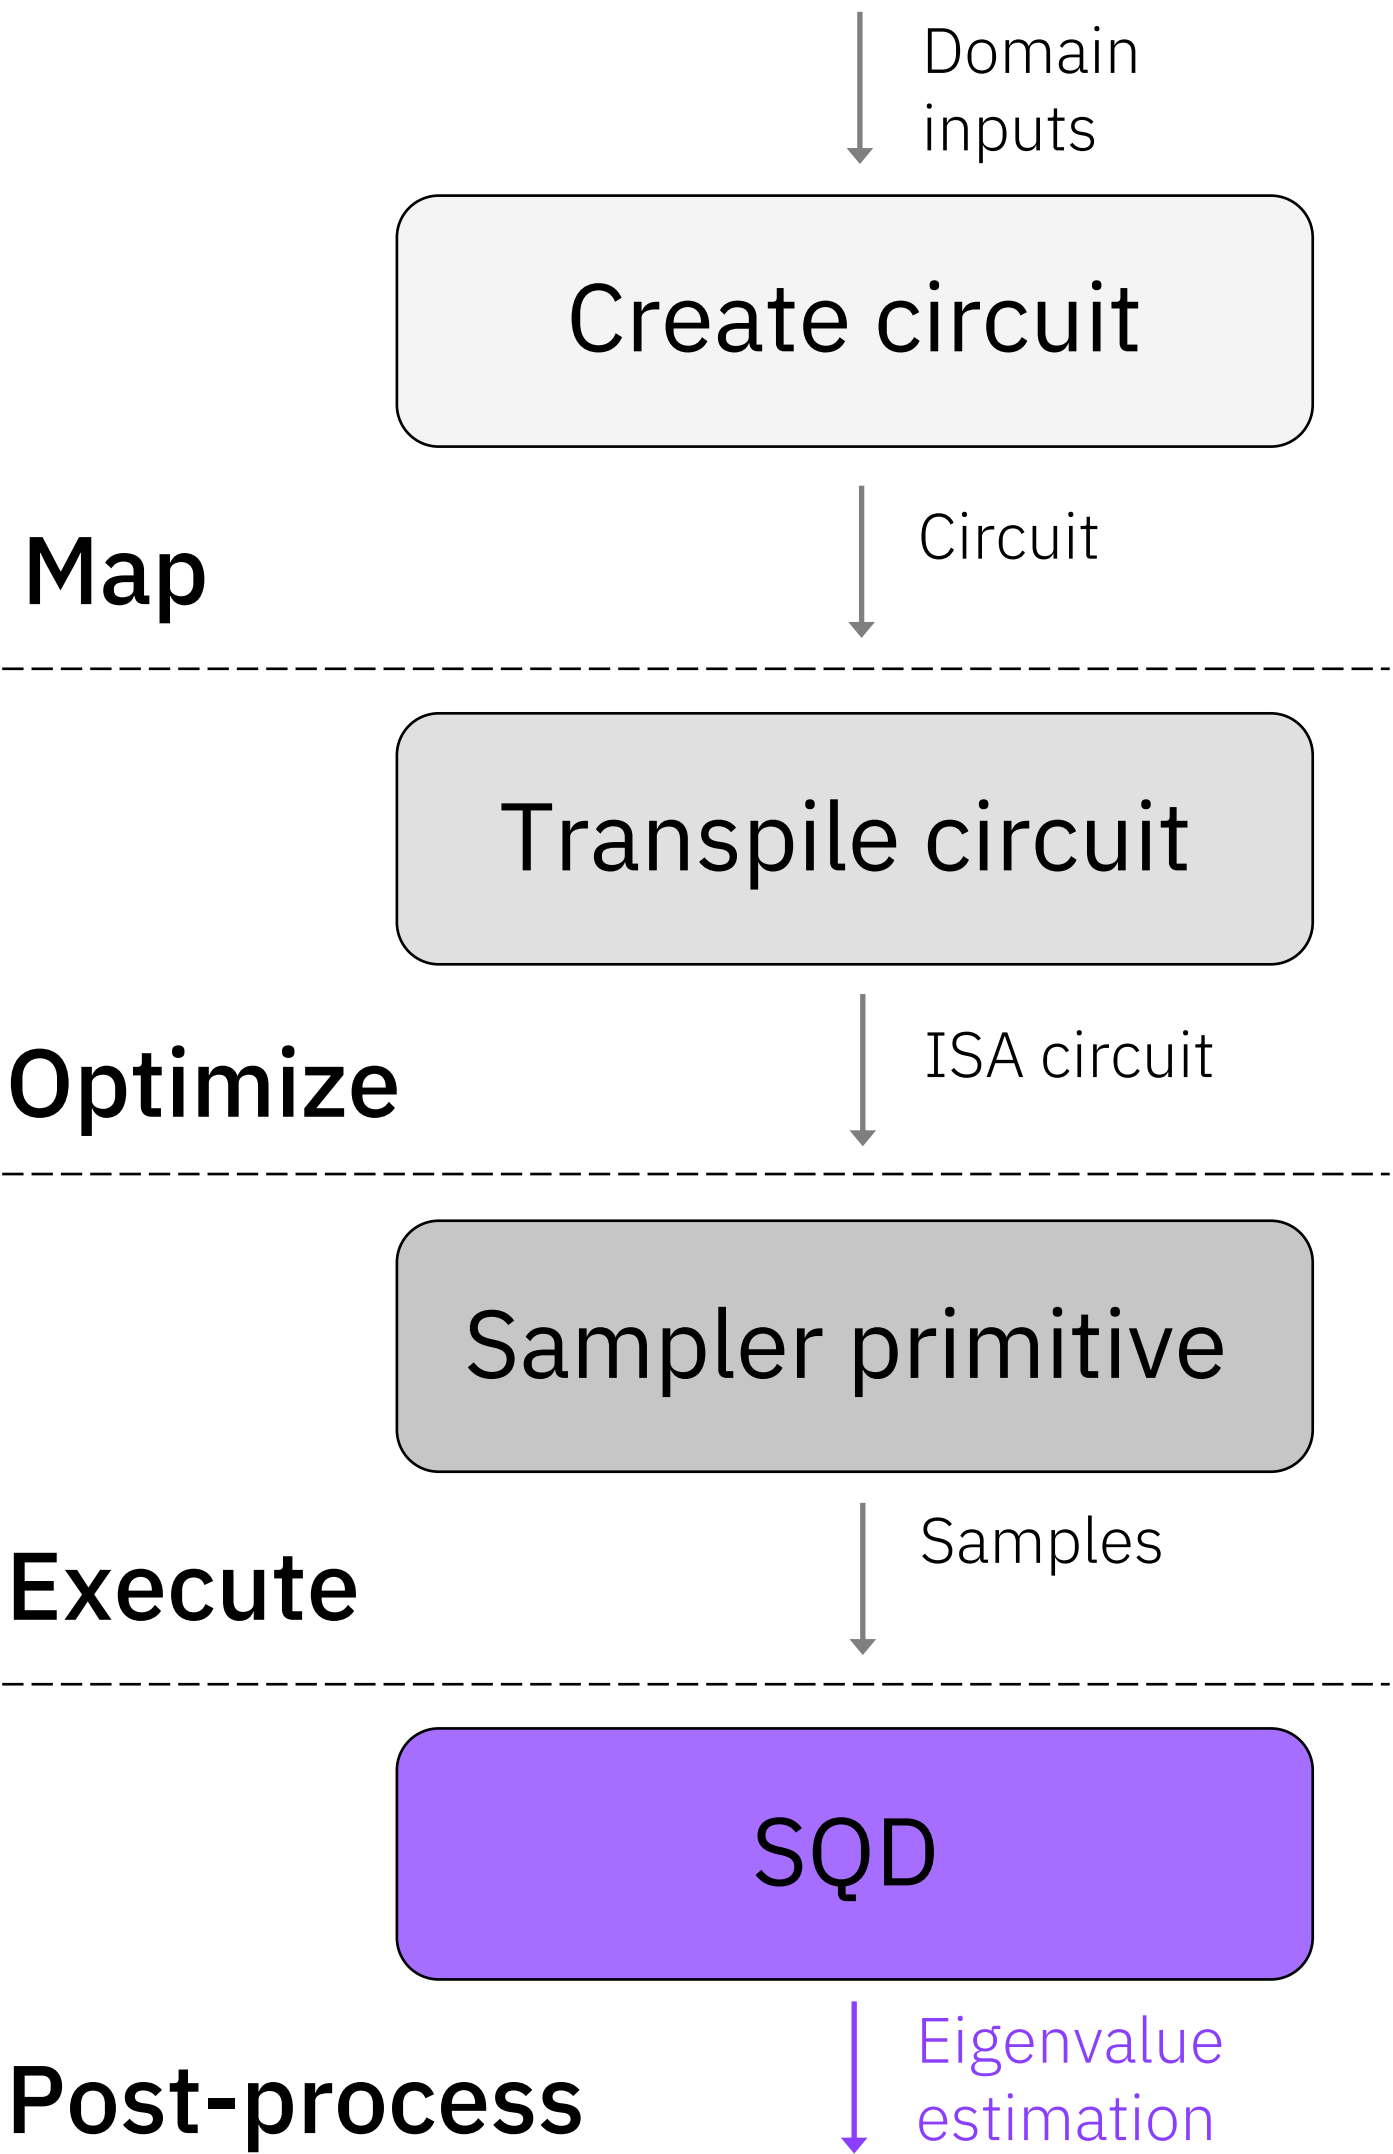 Domain
inputs
Create circuit
Circuit
Map
Transpile circuit
ISA circuit
Optimize
Sampler primitive
Samples
Execute
SQD
Eigenvalue
estimation
Post-process